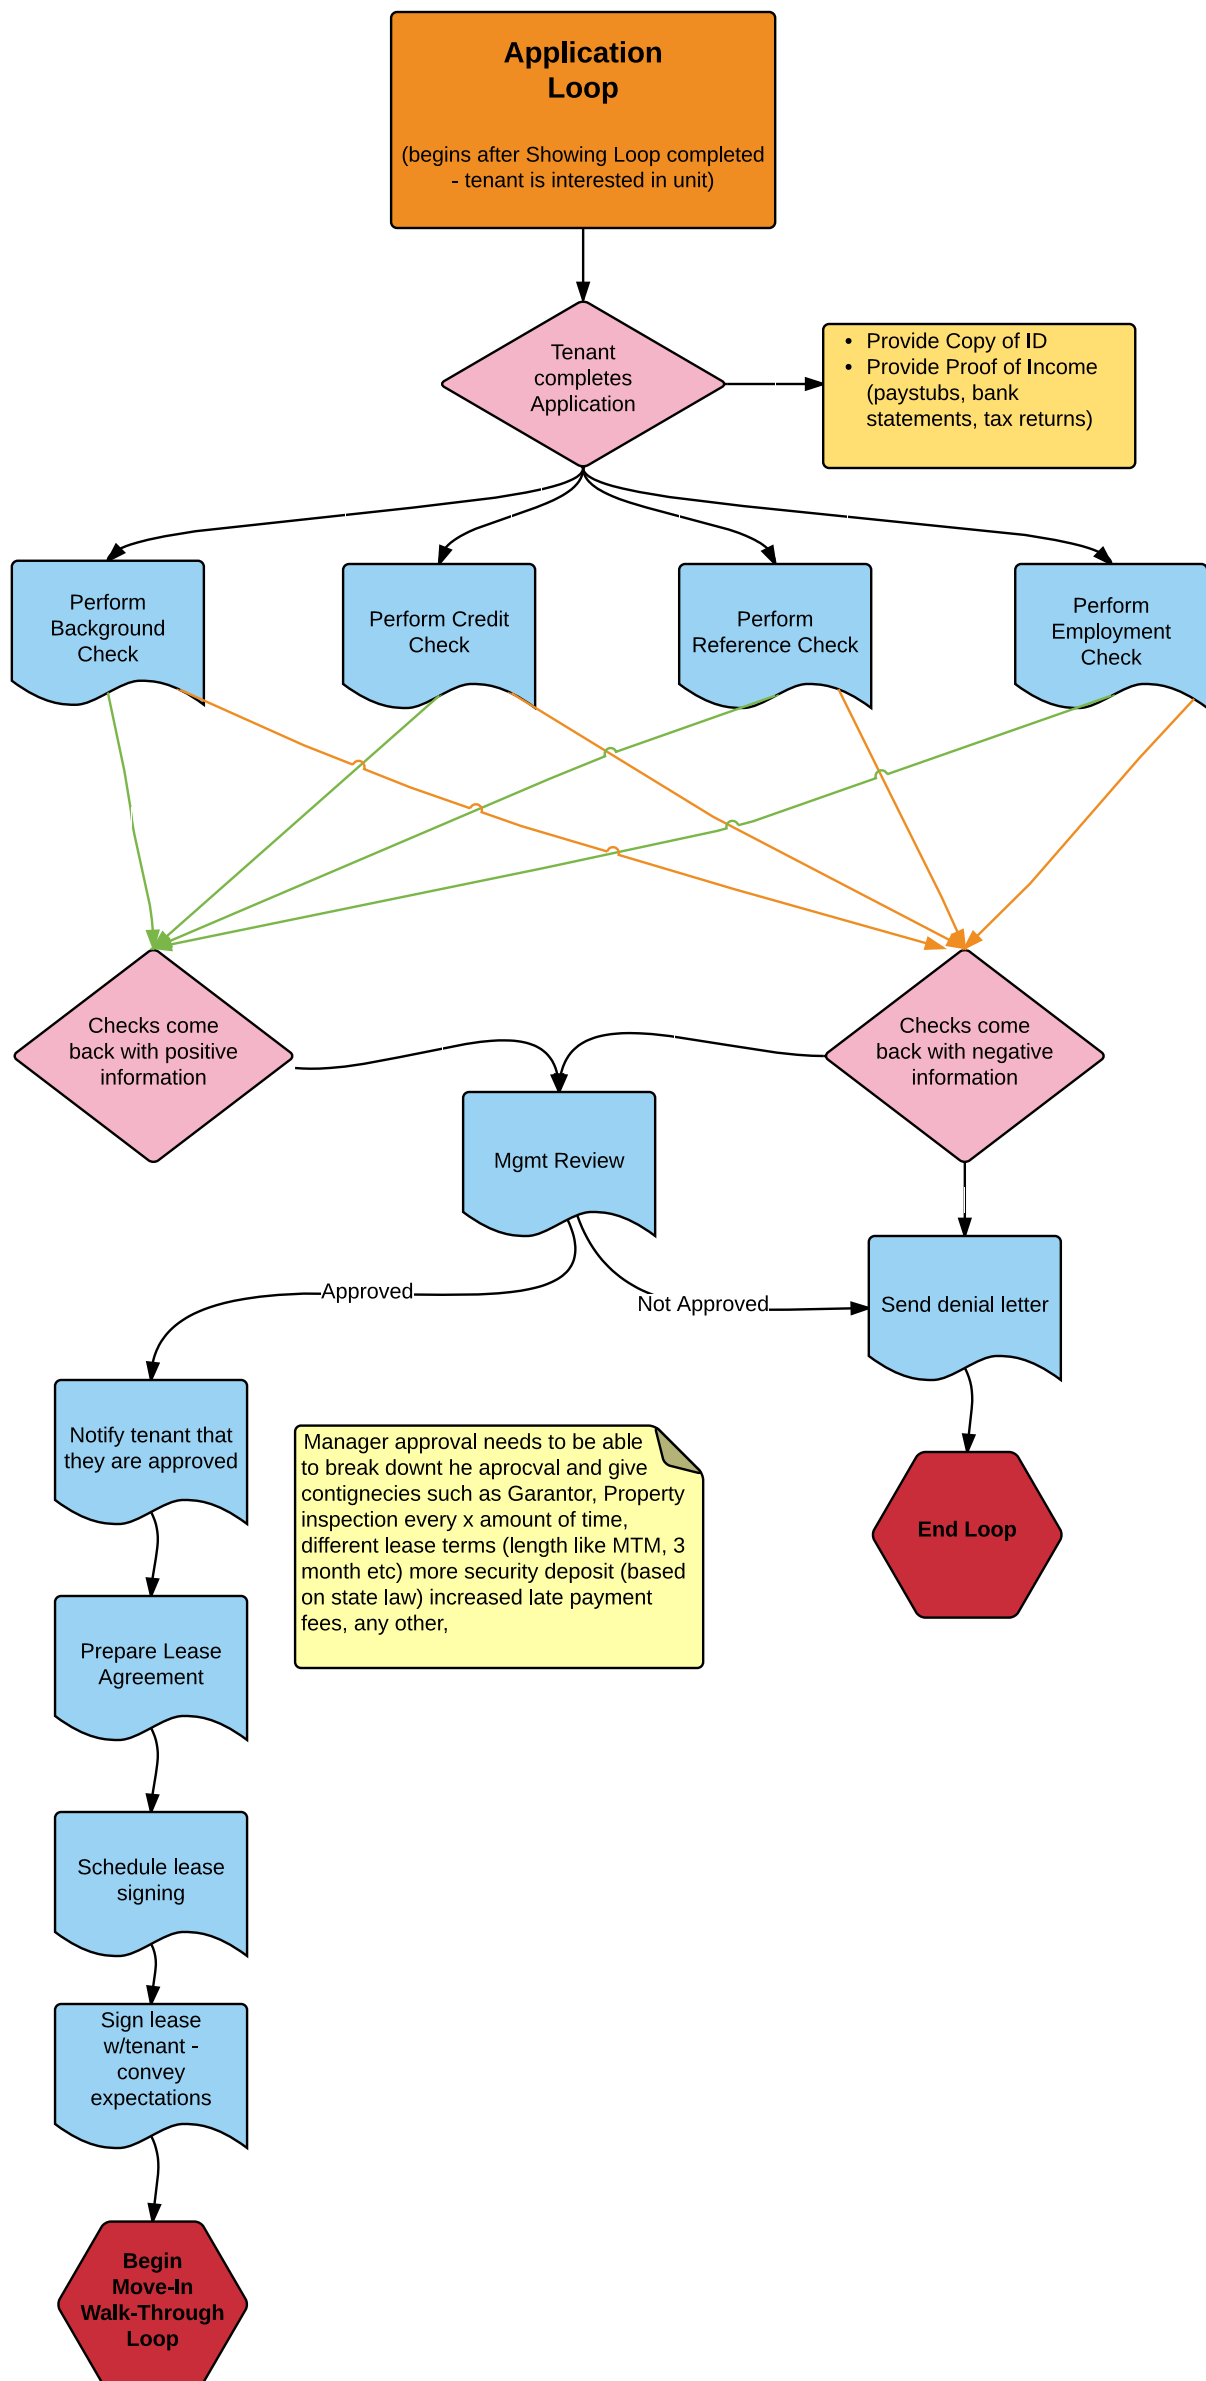 Application
Loop
(begins after Showing Loop completed
- tenant is interested in unit)
Tenant
completes
Application
• Provide Copy of ID
• Provide Proof of Income
(paystubs, bank
statements, tax returns)
Perform
Background
Check
Perform Credit
Check
Perform
Reference Check
Perform
Employment
Check
Checks come
back with positive
information
Checks come
back with negative
information
Mgmt Review
Approved
Not Approved
Send denial letter
Notify tenant that
they are approved
Manager approval needs to be able
to break downt he aprocval and give
contignecies such as Garantor, Property
inspection every x amount of time,
different lease terms (length like MTM, 3
month etc) more security deposit (based
on state law) increased late payment
fees, any other,
End Loop
Prepare Lease
Agreement
Schedule lease
signing
Sign lease
w/tenant -
convey
expectations
Begin
Move-In
Walk-Through
Loop